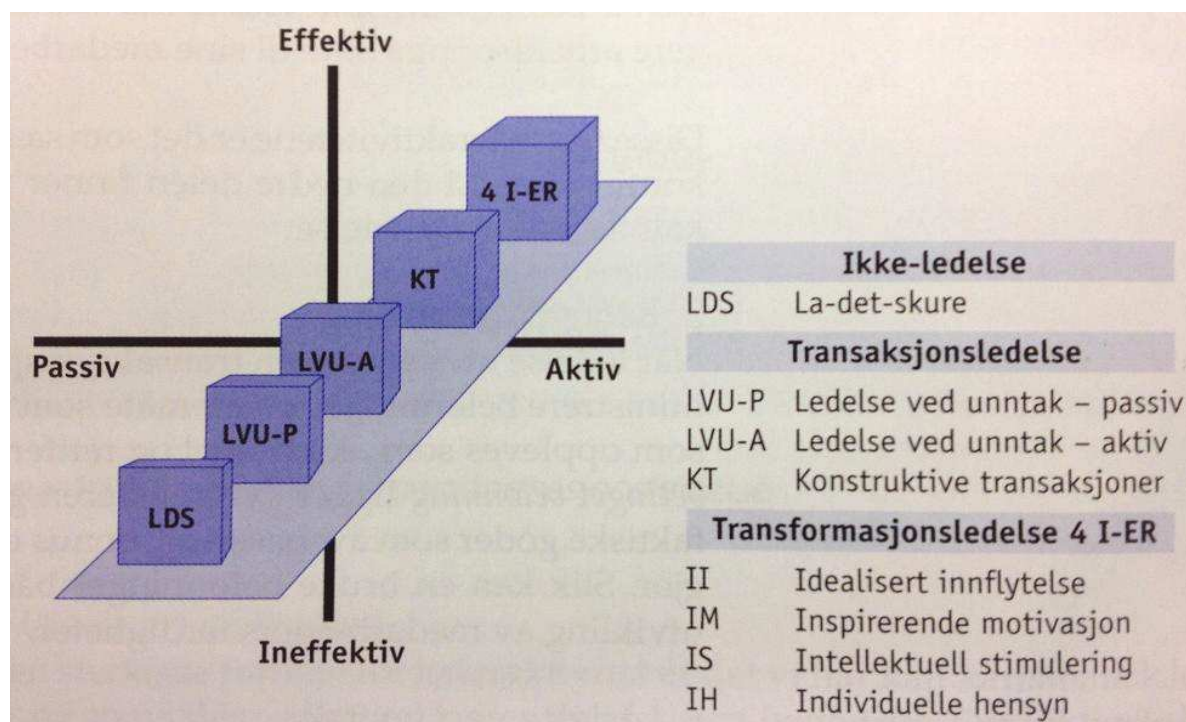 Effektiv
4 I-ER
KT
LVU-A
LVU-P
LDS
Passiv
Aktiv
Ineffektiv
Ikke-ledelse
LDS La-det-skure
Transaksjonsledelse
LVU-P Ledelse ved unntak – passiv
LVU-A Ledelse ved unntak – aktiv
KT Konstruktive transaksjoner
Transformasjonsledelse 4 I-ER
II Idealisert innflytelse
IM Inspirerende motivasjon
IS Intellektuell stimulering
IH Individuelle hensyn